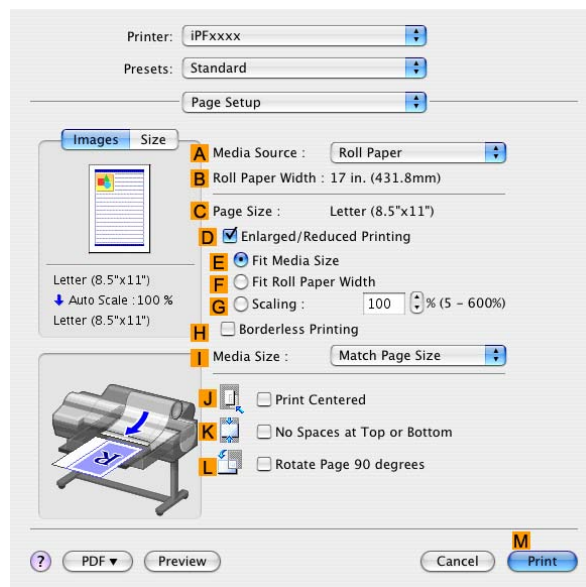 Printer: iPFxxxx
Presets: Standard
Page Setup
Images Size
A Media Source : Roll Paper
B Roll Paper Width : 17 in. (431.8mm)
C Page Size : Letter (8.5"x11")
D Enlarged/Reduced Printing
E Fit Media Size
F Fit Roll Paper Width
G Scaling : 100 % (5 - 600%)
Letter (8.5"x11")
Auto Scale :100 %
Letter (8.5"x11")
H Borderless Printing
I Media Size : Match Page Size
J Print Centered
K No Spaces at Top or Bottom
L Rotate Page 90 degrees
R
M
? PDF▼ Preview Cancel Print